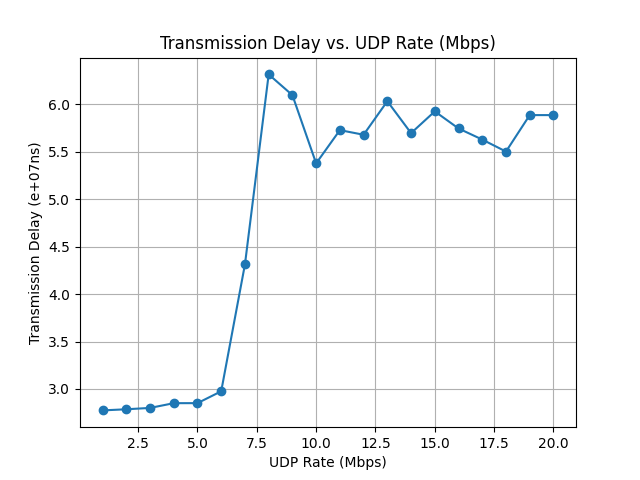 Transmission Delay vs. UDP Rate (Mbps)
Transmission Delay (e+07ns)
6.0
5.5
5.0
4.5
4.0
3.5
3.0
2.5 5.0 7.5 10.0 12.5 15.0 17.5 20.0
UDP Rate (Mbps)